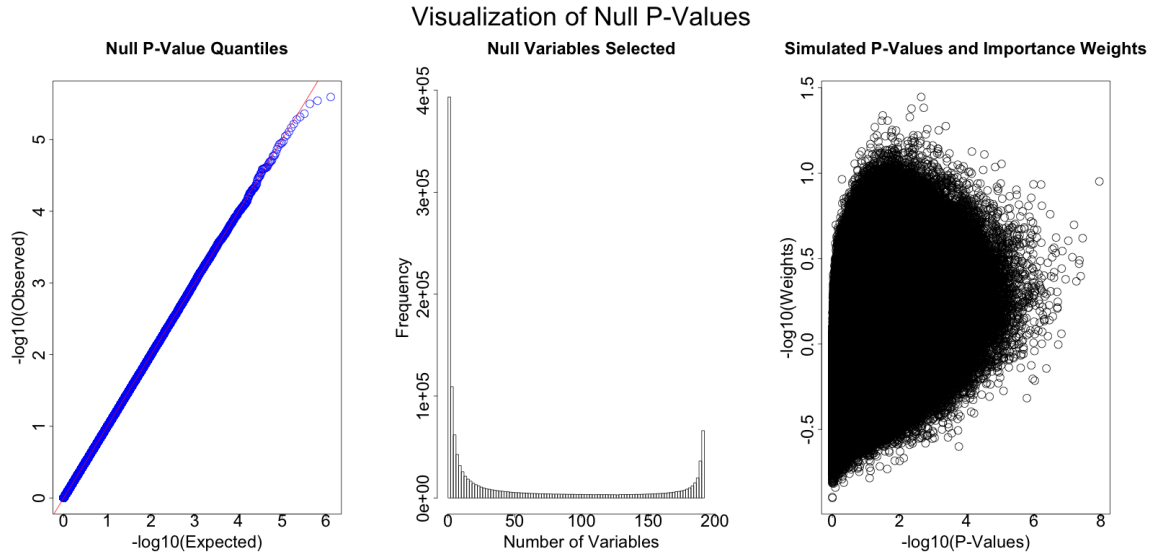 Visualization of Null P-Values
Null P-Value Quantiles
-log10(Observed)
5
4
3
2
1
0
0 1 2 3 4 5 6
-log10(Expected)
Null Variables Selected
Frequency
4e+05
3e+05
2e+05
1e+05
0e+00
0 50 100 150 200
Number of Variables
Simulated P-Values and Importance Weights
-log10(Weights)
1.5
1.0
0.5
0.0
-0.5
0 2 4 6 8
-log10(P-Values)